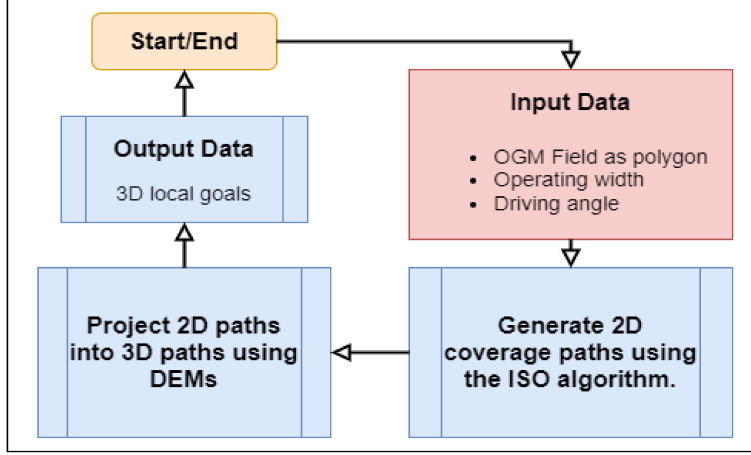 Start/End
Input Data
• OGM Field as polygon
• Operating width
• Driving angle
Output Data
3D local goals
Project 2D paths
into 3D paths using
DEMs
Generate 2D
coverage paths using
the ISO algorithm.